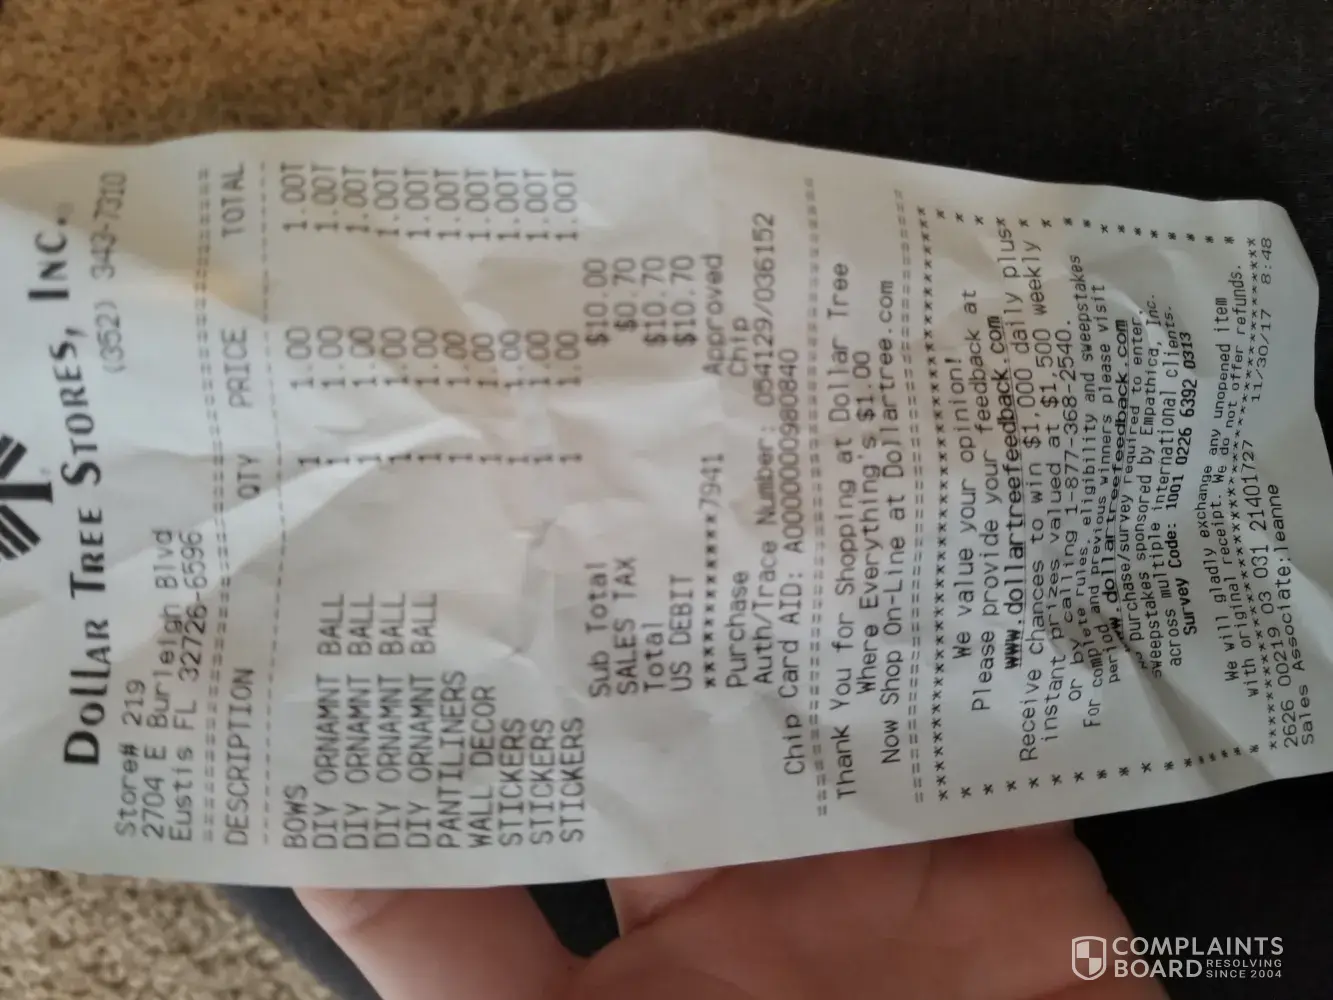 DOLLAR TREE STORES, INC.
Store# 219 (352) 343-7310
2704 E Burleigh Blvd
Eustis FL 32726-6596
================================================
DESCRIPTION QTY PRICE TOTAL
------------------------------------------------
BOWS 1 1.00 1.00T
DIY ORNAMNT BALL 1 1.00 1.00T
DIY ORNAMNT BALL 1 1.00 1.00T
DIY ORNAMNT BALL 1 1.00 1.00T
DIY ORNAMNT BALL 1 1.00 1.00T
PANTILINERS 1 1.00 1.00T
WALL DECOR 1 1.00 1.00T
STICKERS 1 1.00 1.00T
STICKERS 1 1.00 1.00T
STICKERS 1 1.00 1.00T
Sub Total $10.00
SALES TAX $0.70
Total $10.70
US DEBIT $10.70
************7941 Approved
Purchase Chip
Auth/Trace Number: 054129/036152
Chip Card AID: A0000000980840
================================================
Thank You for Shopping at Dollar Tree
Where Everything's $1.00
Now Shop On-Line at Dollartree.com
================================================
************************************************
* We value your opinion! *
* Please provide your feedback at *
* www.dollartreefeedback.com *
* Receive chances to win $1,000 daily plus*
* instant prizes valued at $1,500 weekly *
* or by calling 1-877-368-2540. *
* For complete rules, eligibility and sweepstakes *
* period and previous winners please visit *
* www.dollartreefeedback.com *
* No purchase/survey required to enter. *
* sweepstakes sponsored by Empathica, Inc. *
* across multiple international clients. *
* Survey Code: 1001 0226 6392 0313 *
* We will gladly exchange any unopened item *
* with original receipt. We do not offer refunds. *
************************************************
2626 00219 03 031 21401727 11/30/17 8:48
Sales Associate:leanne
COMPLAINTS
BOARD RESOLVING
SINCE 2004